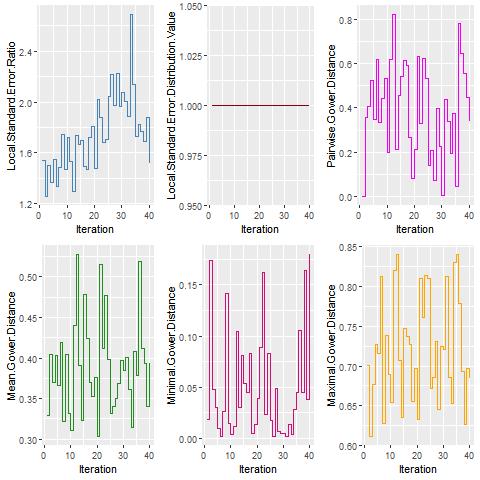 Local.Standard.Error.Ratio
2.4
2.0
1.6
1.2
0 10 20 30 40
Iteration
Local.Standard.Error.Distribution.Value
1.050
1.025
1.000
0.975
0.950
0 10 20 30 40
Iteration
Pairwise.Gower.Distance
0.8
0.6
0.4
0.2
0.0
0 10 20 30 40
Iteration
Mean.Gower.Distance
0.50
0.45
0.40
0.35
0.30
0 10 20 30 40
Iteration
Minimal.Gower.Distance
0.15
0.10
0.05
0.00
0 10 20 30 40
Iteration
Maximal.Gower.Distance
0.85
0.80
0.75
0.70
0.65
0.60
0 10 20 30 40
Iteration